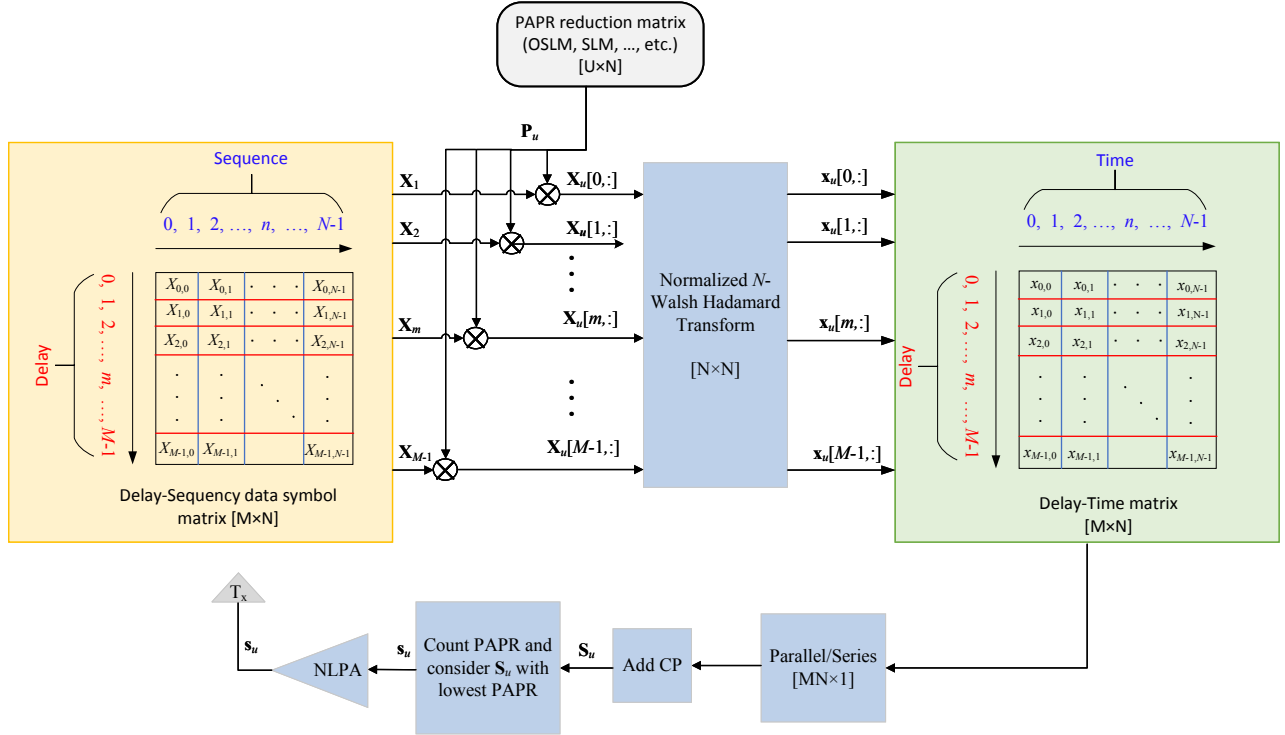 PAPR reduction matrix
(OSLM, SLM, …, etc.)
[U×N]
P_u
Sequence
0, 1, 2, …, n, …, N-1
Delay
0, 1, 2, …, m, …, M-1
X_{0,0} X_{0,1} · · · X_{0,N-1}
X_{1,0} X_{1,1} · · · X_{1,N-1}
X_{2,0} X_{2,1} · · · X_{2,N-1}
· · · ·
· · · ·
· · · ·
X_{M-1,0} X_{M-1,1} X_{M-1,N-1}
Delay-Sequency data symbol
matrix [M×N]
X_1
X_2
X_m
X_{M-1}
X_u[0,:]
X_u[1,:]
X_u[m,:]
X_u[M-1,:]
Normalized N-
Walsh Hadamard
Transform
[N×N]
x_u[0,:]
x_u[1,:]
x_u[m,:]
x_u[M-1,:]
Time
0, 1, 2, …, n, …, N-1
Delay
0, 1, 2, …, m, …, M-1
x_{0,0} x_{0,1} · · · x_{0,N-1}
x_{1,0} x_{1,1} · · · x_{1,N-1}
x_{2,0} x_{2,1} · · · x_{2,N-1}
· · · ·
· · · ·
· · · ·
x_{M-1,0} x_{M-1,1} x_{M-1,N-1}
Delay-Time matrix
[M×N]
T_x
s_u
NLPA
s_u
Count PAPR and
consider S_u with
lowest PAPR
S_u
Add CP
Parallel/Series
[MN×1]